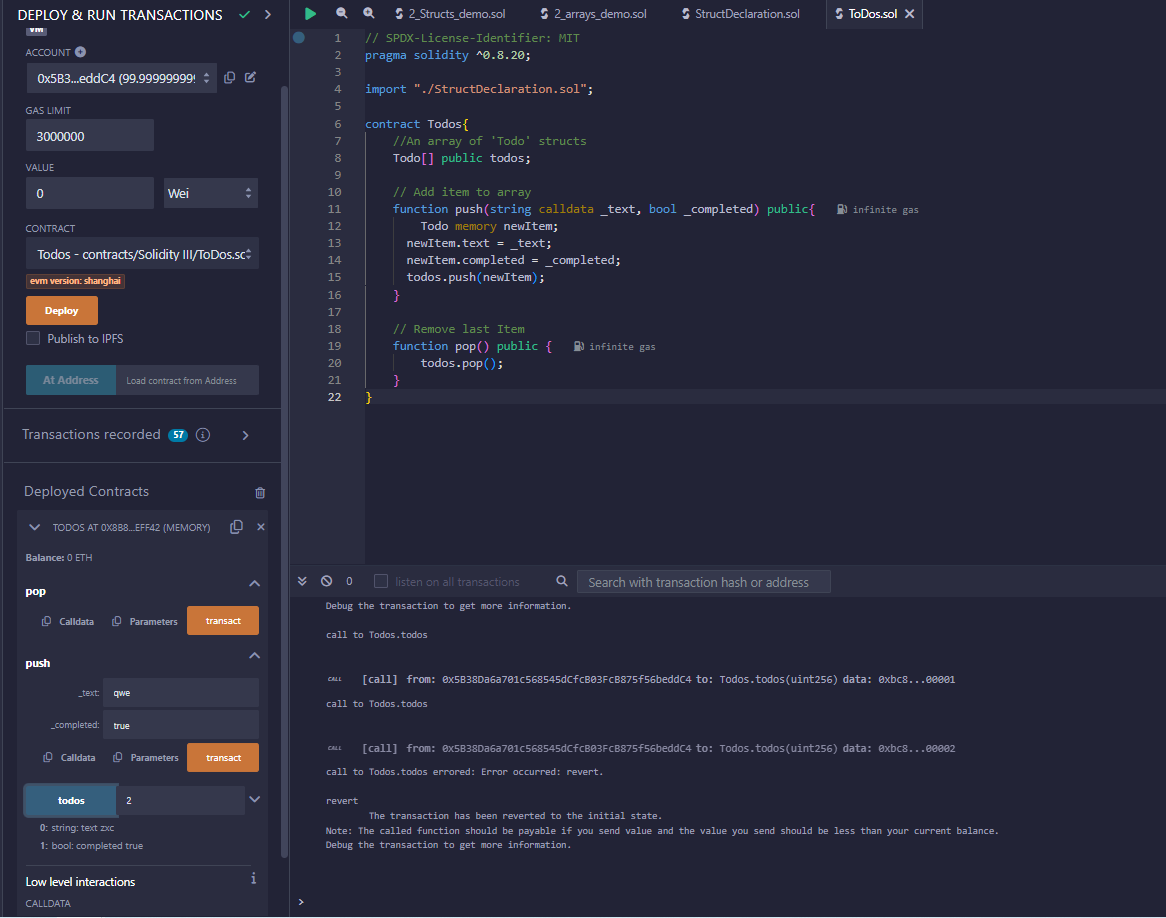 DEPLOY & RUN TRANSACTIONS
VM
ACCOUNT
0x5B3...eddC4 (99.999999999
GAS LIMIT
3000000
VALUE
0
Wei
CONTRACT
Todos - contracts/Solidity III/ToDos.sc
evm version: shanghai
Deploy
Publish to IPFS
At Address
Load contract from Address
Transactions recorded 57 i
Deployed Contracts
TODOS AT 0X8B8...EFF42 (MEMORY)
Balance: 0 ETH
pop
Calldata
Parameters
transact
push
_text: qwe
_completed: true
Calldata
Parameters
transact
todos
2
0: string: text zxc
1: bool: completed true
Low level interactions
i
CALLDATA
2_Structs_demo.sol
2_arrays_demo.sol
StructDeclaration.sol
ToDos.sol
1 // SPDX-License-Identifier: MIT
2 pragma solidity ^0.8.20;
3
4 import "./StructDeclaration.sol";
5
6 contract Todos{
7 //An array of 'Todo' structs
8 Todo[] public todos;
9
10 // Add item to array
11 function push(string calldata _text, bool _completed) public{ infinite gas
12 Todo memory newItem;
13 newItem.text = _text;
14 newItem.completed = _completed;
15 todos.push(newItem);
16 }
17
18 // Remove last Item
19 function pop() public { infinite gas
20 todos.pop();
21 }
22 }
0
listen on all transactions
Search with transaction hash or address
Debug the transaction to get more information.
call to Todos.todos
CALL [call] from: 0x5B38Da6a701c568545dCfcB03FcB875f56beddC4 to: Todos.todos(uint256) data: 0xbc8...00001
call to Todos.todos
CALL [call] from: 0x5B38Da6a701c568545dCfcB03FcB875f56beddC4 to: Todos.todos(uint256) data: 0xbc8...00002
call to Todos.todos errored: Error occurred: revert.
revert
The transaction has been reverted to the initial state.
Note: The called function should be payable if you send value and the value you send should be less than your current balance.
Debug the transaction to get more information.
>